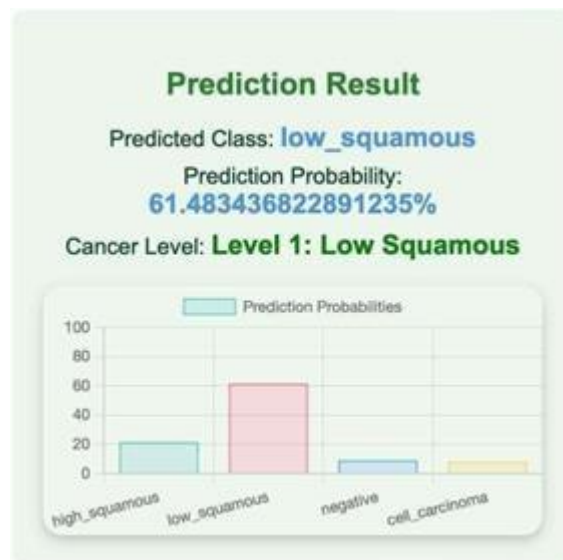 Prediction Result
Predicted Class: low_squamous
Prediction Probability:
61.483436822891235%
Cancer Level: Level 1: Low Squamous
Prediction Probabilities
100
80
60
40
20
0
high_squamous
low_squamous
negative
cell_carcinoma